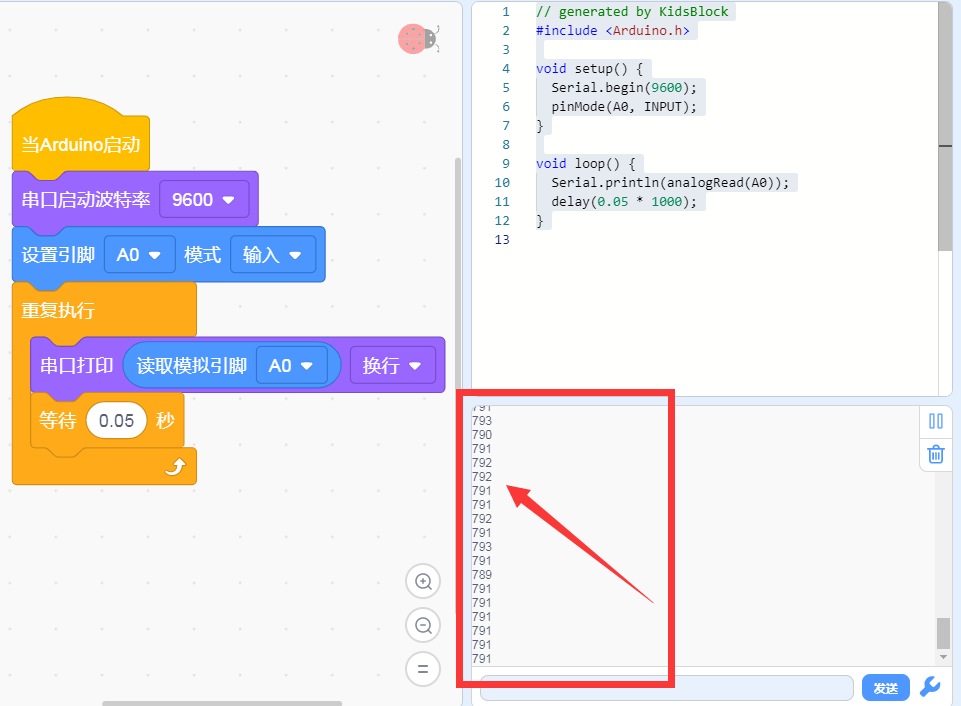 当Arduino启动
串口启动波特率 9600
设置引脚 A0 模式 输入
重复执行
串口打印 读取模拟引脚 A0 换行
等待 0.05 秒
1 // generated by KidsBlock
2 #include <Arduino.h>
3
4 void setup() {
5 Serial.begin(9600);
6 pinMode(A0, INPUT);
7 }
8
9 void loop() {
10 Serial.println(analogRead(A0));
11 delay(0.05 * 1000);
12 }
13
791
793
790
791
792
792
791
791
792
791
793
791
789
791
791
791
791
791
791
发送